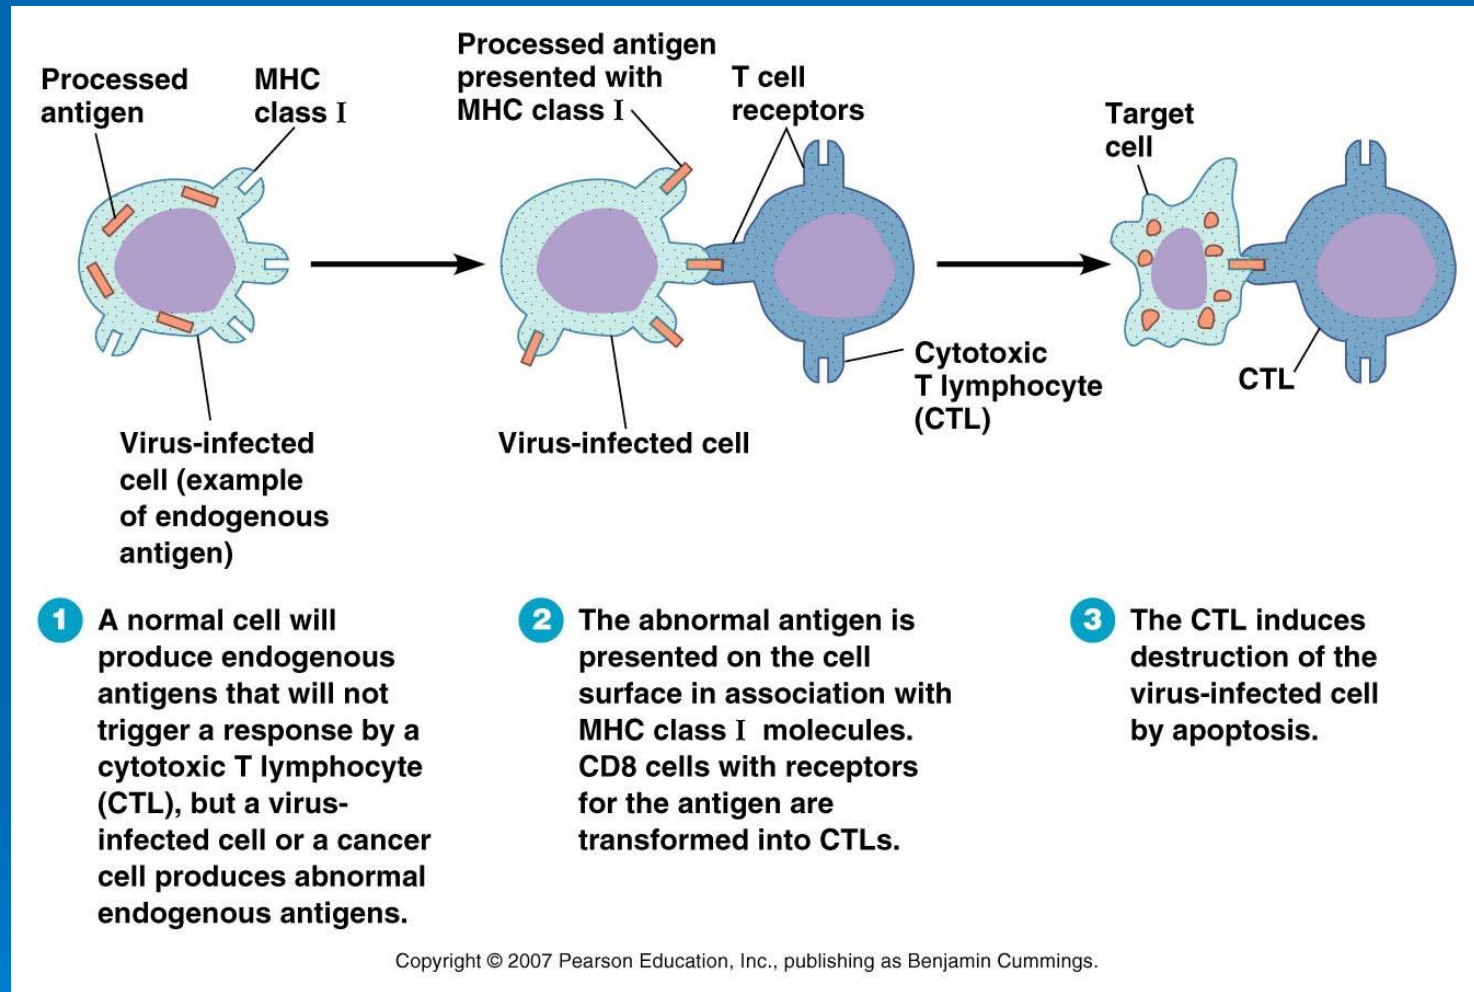 Processed
antigen
MHC
class I
Processed antigen
presented with
MHC class I
T cell
receptors
Target
cell
Cytotoxic
T lymphocyte
(CTL)
CTL
Virus-infected
cell (example
of endogenous
antigen)
Virus-infected cell
1 A normal cell will
produce endogenous
antigens that will not
trigger a response by a
cytotoxic T lymphocyte
(CTL), but a virus-
infected cell or a cancer
cell produces abnormal
endogenous antigens.
2 The abnormal antigen is
presented on the cell
surface in association with
MHC class I molecules.
CD8 cells with receptors
for the antigen are
transformed into CTLs.
3 The CTL induces
destruction of the
virus-infected cell
by apoptosis.
Copyright © 2007 Pearson Education, Inc., publishing as Benjamin Cummings.